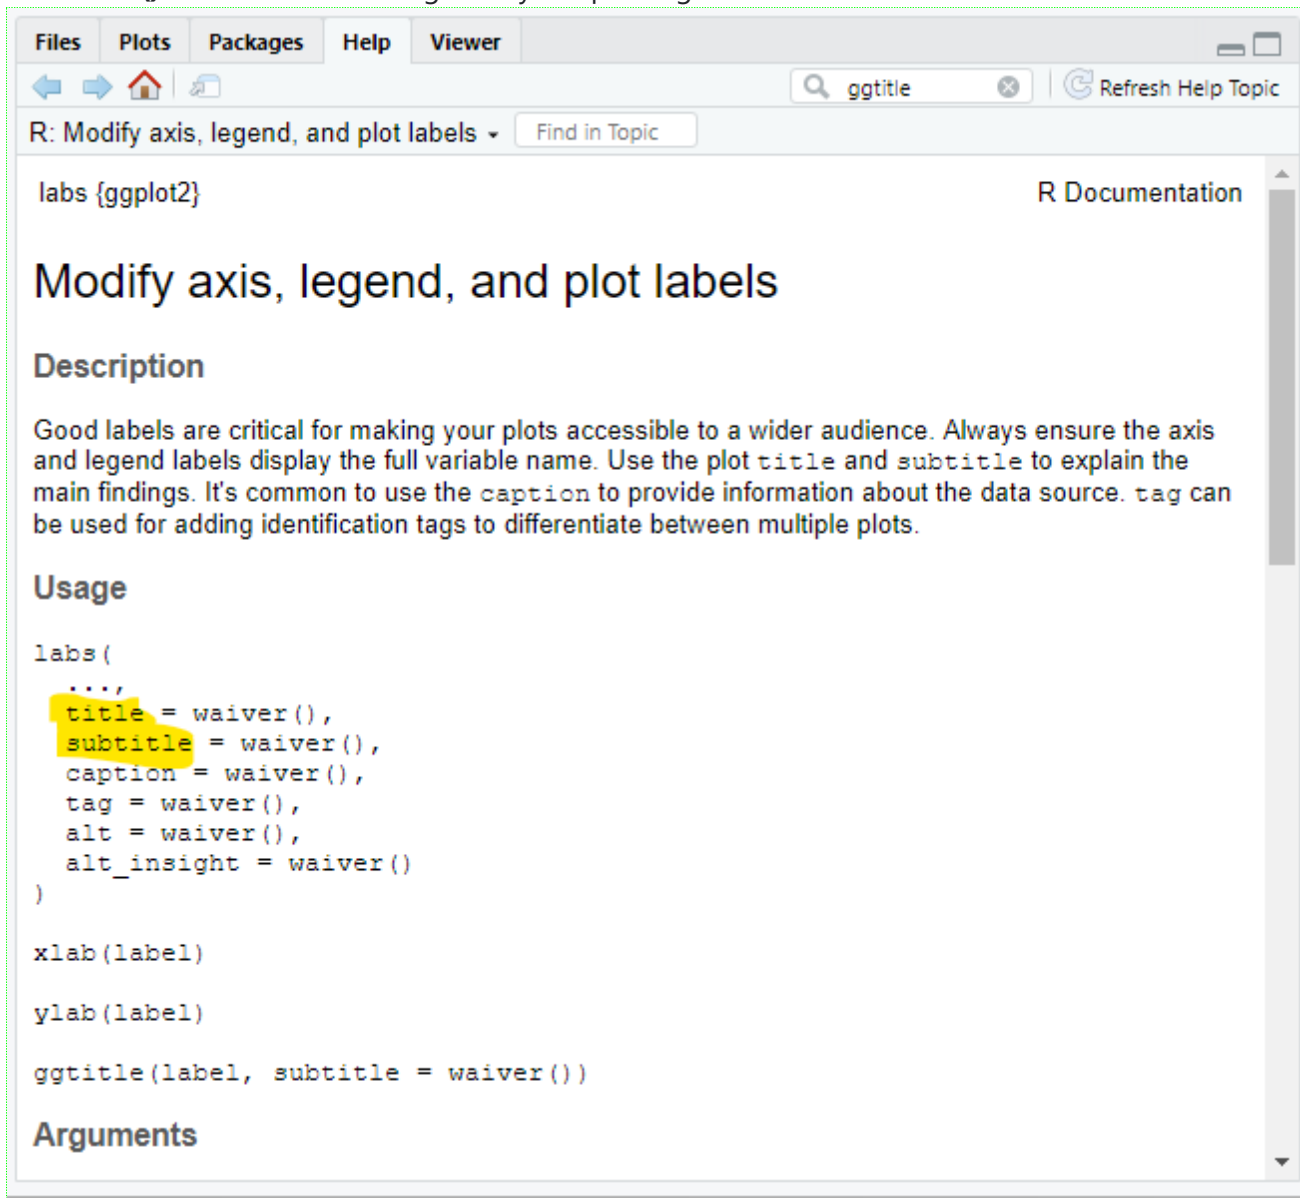 Files Plots Packages Help Viewer
ggtitle Refresh Help Topic
R: Modify axis, legend, and plot labels Find in Topic
labs {ggplot2} R Documentation
Modify axis, legend, and plot labels
Description
Good labels are critical for making your plots accessible to a wider audience. Always ensure the axis
and legend labels display the full variable name. Use the plot title and subtitle to explain the
main findings. It's common to use the caption to provide information about the data source. tag can
be used for adding identification tags to differentiate between multiple plots.
Usage
labs(
...,
title = waiver(),
subtitle = waiver(),
caption = waiver(),
tag = waiver(),
alt = waiver(),
alt_insight = waiver()
)
xlab(label)
ylab(label)
ggtitle(label, subtitle = waiver())
Arguments